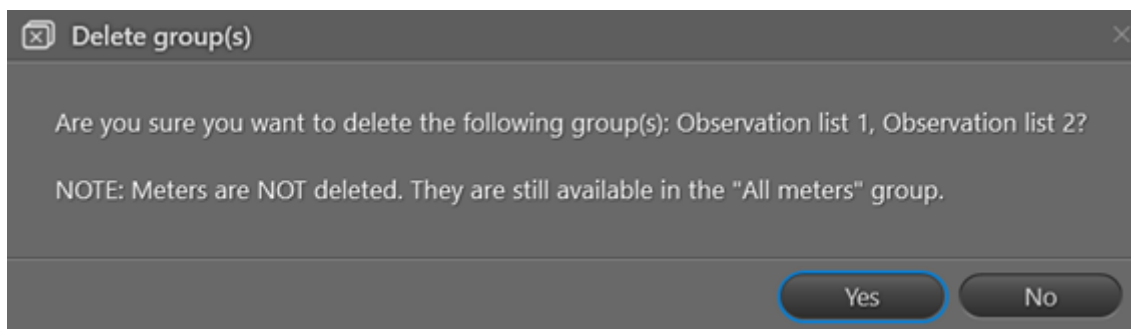 Delete group(s)
Are you sure you want to delete the following group(s): Observation list 1, Observation list 2?
NOTE: Meters are NOT deleted. They are still available in the "All meters" group.
Yes
No